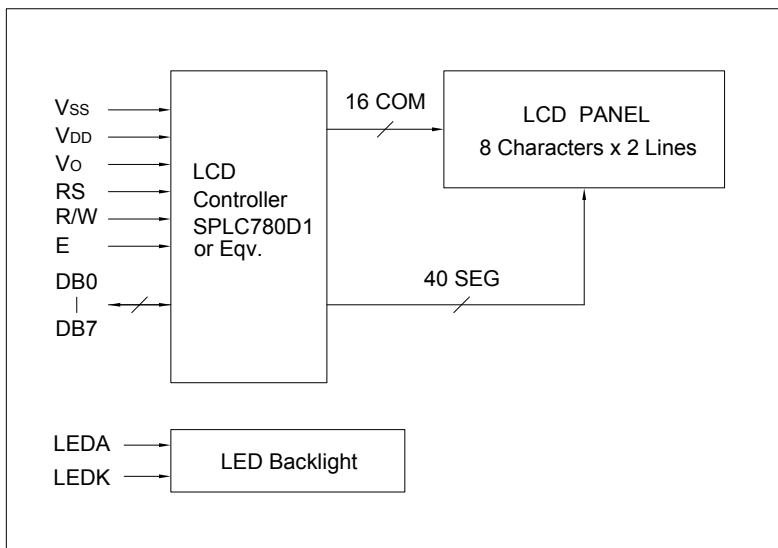 VSS
VDD
VO
RS
R/W
E
DB0
DB7
LCD
Controller
SPLC780D1
or Eqv.
16 COM
40 SEG
LCD PANEL
8 Characters x 2 Lines
LEDA
LEDK
LED Backlight